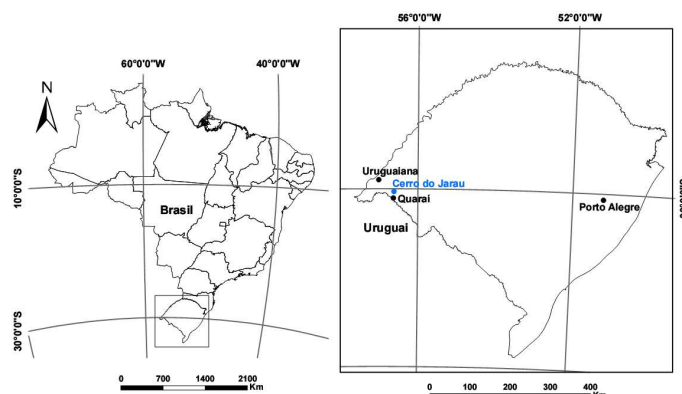 60°0'0"W
40°0'0"W
N
10°0'0"S
Brasil
30°0'0"S
0 700 1400 2100
Km
56°0'0"W
52°0'0"W
Uruguaiana
Cerro do Jarau
Quaraí
Porto Alegre
Uruguai
0 100 200 300 400
Km